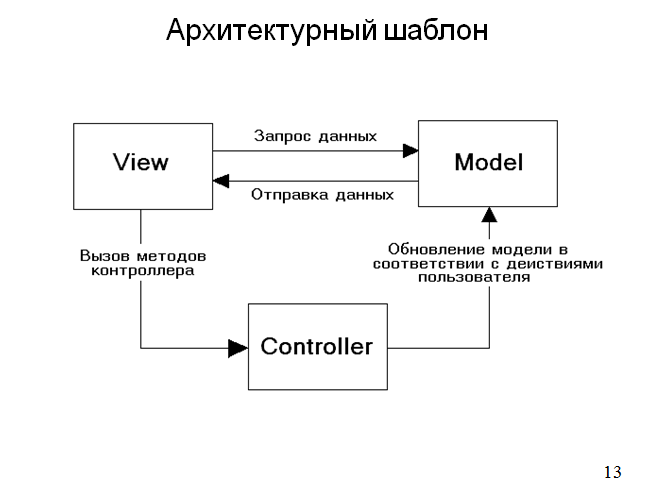 Архитектурный шаблон
Запрос данных
View
Model
Отправка данных
Вызов методов
контроллера
Обновление модели в
соответствии с деиствиями
пользователя
Controller
13